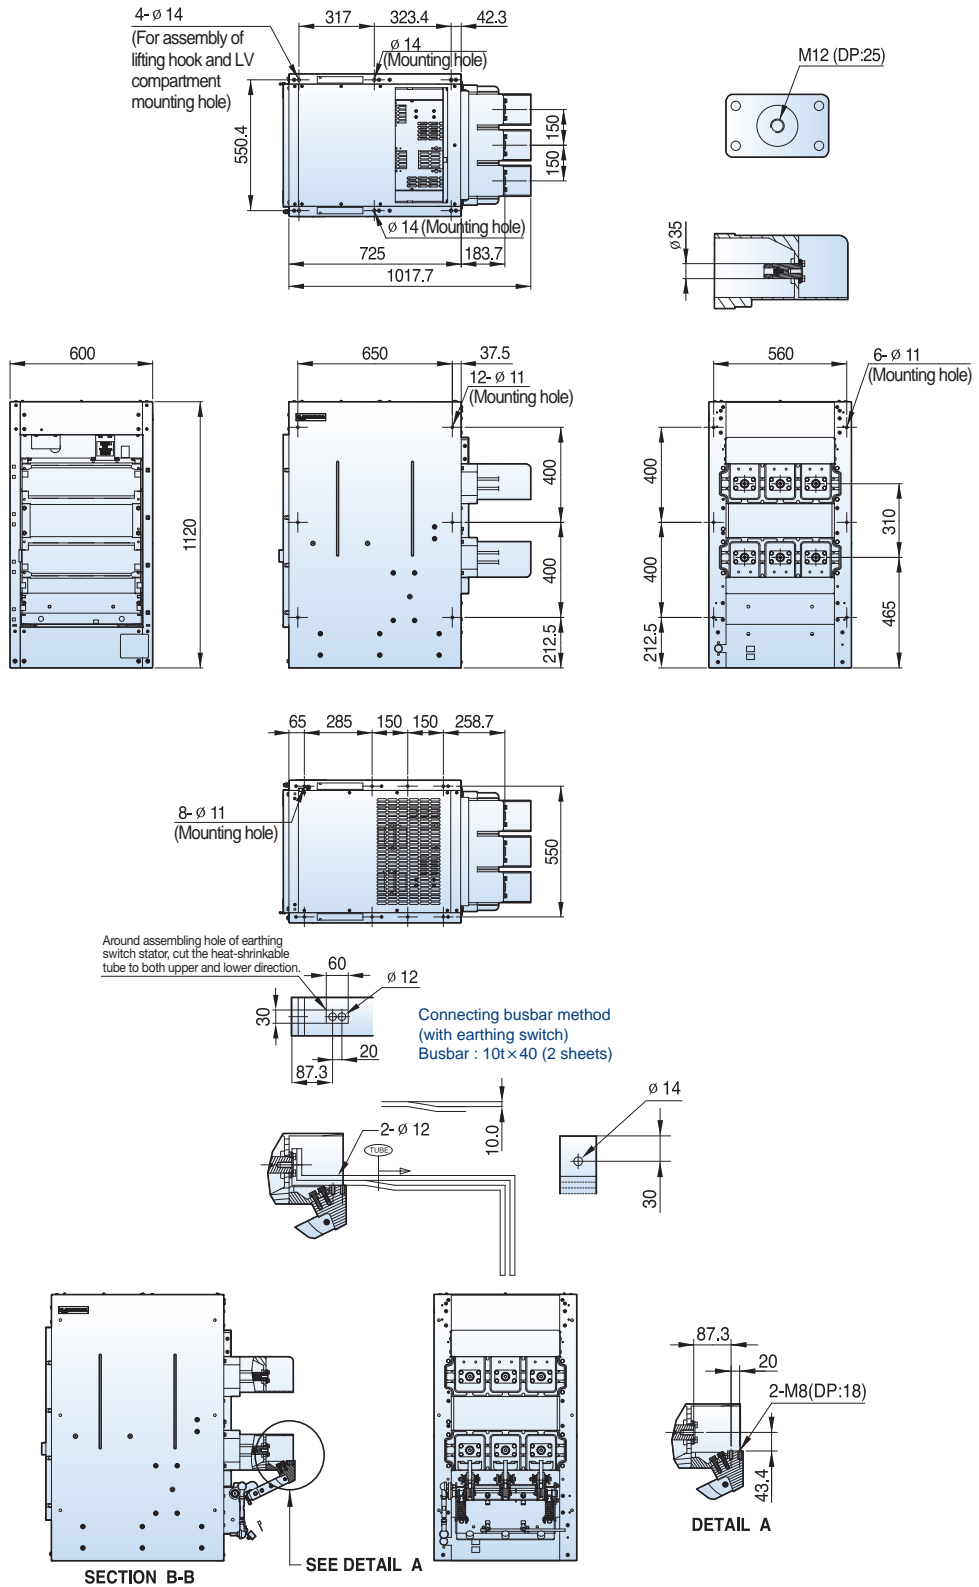 4- ø 14
(For assembly of
lifting hook and LV
compartment
mounting hole)
317
323.4
42.3
ø 14
(Mounting hole)
550.4
150
150
ø 14 (Mounting hole)
725
183.7
1017.7
M12 (DP:25)
ø 35
600
1120
650
37.5
12- ø 11
(Mounting hole)
400
400
212.5
560
6- ø 11
(Mounting hole)
400
400
212.5
310
465
65
285
150
150
258.7
8- ø 11
(Mounting hole)
550
Around assembling hole of earthing
switch stator, cut the heat-shrinkable
tube to both upper and lower direction.
60
ø 12
30
20
87.3
Connecting busbar method
(with earthing switch)
Busbar : 10t×40 (2 sheets)
10.0
2- ø 12
TUBE
ø 14
30
SECTION B-B
SEE DETAIL A
87.3
20
2-M8(DP:18)
43.4
DETAIL A